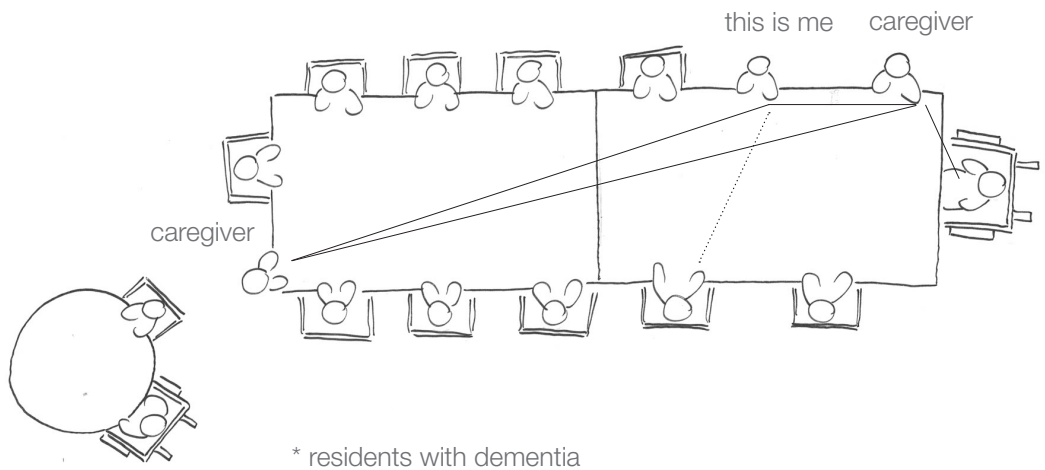 this is me caregiver
caregiver
* residents with dementia